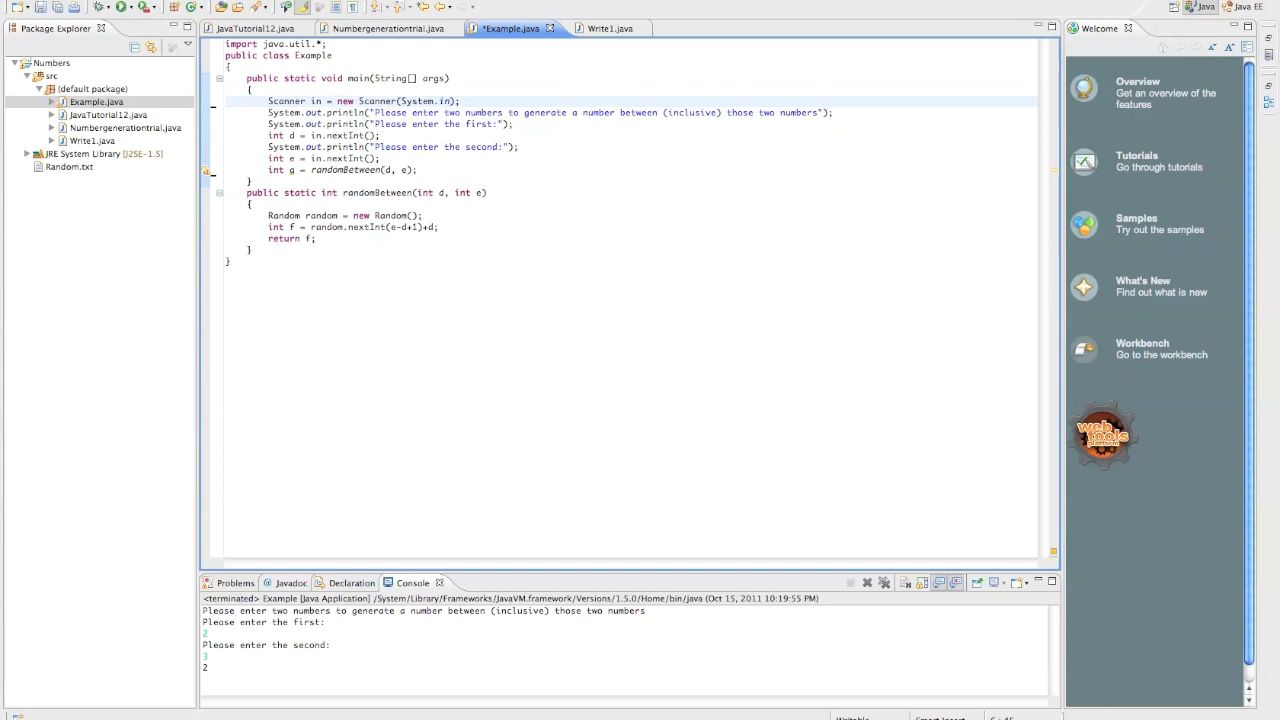 Java
Java EE
Package Explorer
JavaTutorial12.java
Numbergenerationtrial.java
*Example.java
Write1.java
Welcome
Numbers
src
(default package)
Example.java
JavaTutorial12.java
Numbergenerationtrial.java
Write1.java
JRE System Library [J2SE-1.5]
Random.txt
import java.util.*;
public class Example
{
public static void main(String[] args)
{
Scanner in = new Scanner(System.in);
System.out.println("Please enter two numbers to generate a number between (inclusive) those two numbers");
System.out.println("Please enter the first:");
int d = in.nextInt();
System.out.println("Please enter the second:");
int e = in.nextInt();
int g = randomBetween(d, e);
}
public static int randomBetween(int d, int e)
{
Random random = new Random();
int f = random.nextInt(e-d+1)+d;
return f;
}
}
Overview
Get an overview of the
features
Tutorials
Go through tutorials
Samples
Try out the samples
What's New
Find out what is new
Workbench
Go to the workbench
web
tools
platform
Problems
@ Javadoc
Declaration
Console
<terminated> Example [Java Application] /System/Library/Frameworks/JavaVM.framework/Versions/1.5.0/Home/bin/java (Oct 15, 2011 10:19:55 PM)
Please enter two numbers to generate a number between (inclusive) those two numbers
Please enter the first:
2
Please enter the second:
3
2
Writable
Smart Insert
6 : 45